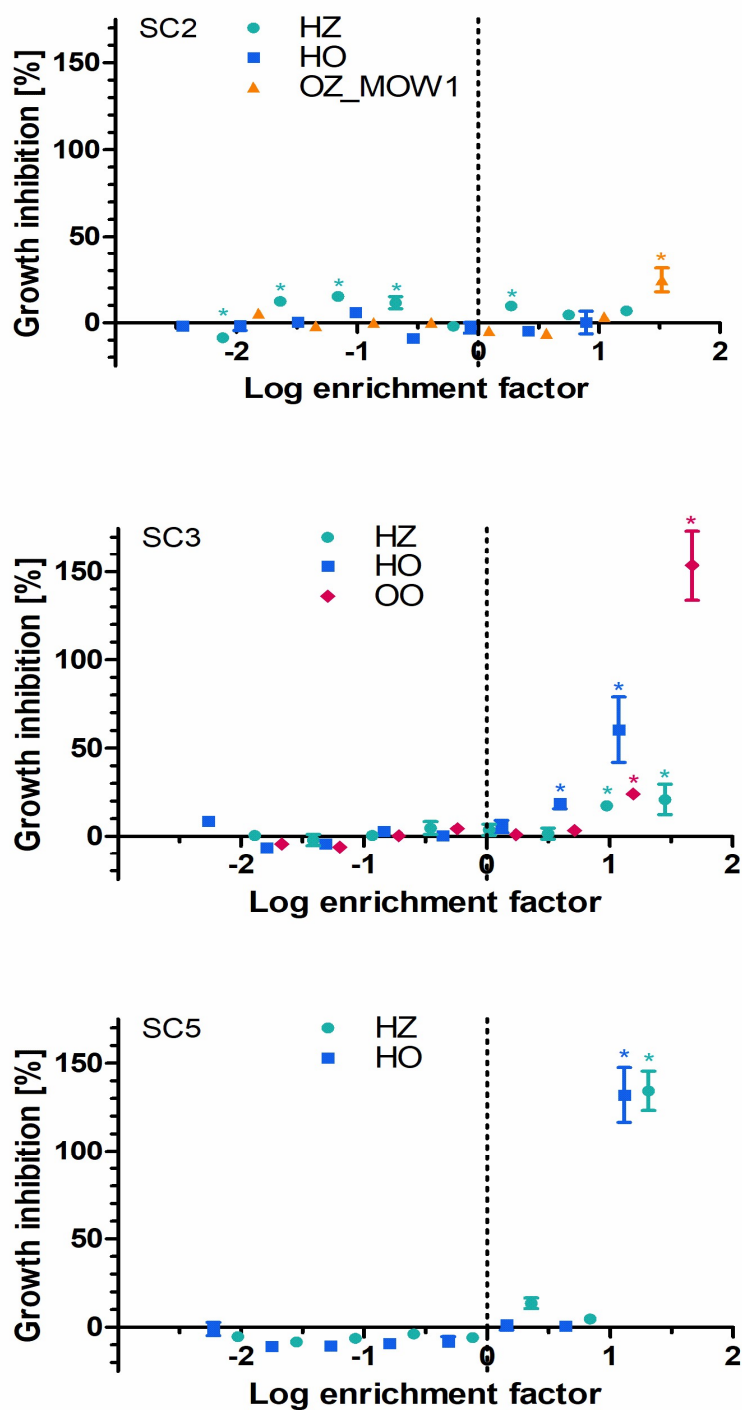 SC2
HZ
HO
OZ_MOW1
Growth inhibition [%]
150
100
50
0
* * * * * *
-2 -1 0 1 2
Log enrichment factor
SC3
HZ
HO
OO
Growth inhibition [%]
150
100
50
0
* * * * * *
-2 -1 0 1 2
Log enrichment factor
SC5
HZ
HO
Growth inhibition [%]
150
100
50
0
* *
-2 -1 0 1 2
Log enrichment factor